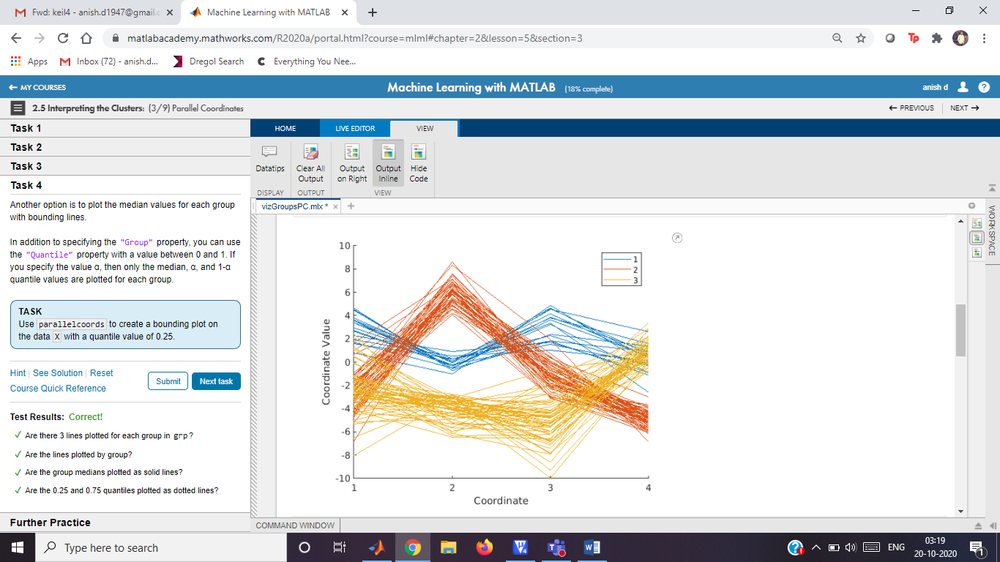 Fwd: keil4 - anish.d1947@gmail.c
Machine Learning with MATLAB
matlabacademy.mathworks.com/R2020a/portal.html?course=mlml#chapter=2&lesson=5&section=3
Apps
Inbox (72) - anish.d...
Dregol Search
Everything You Nee...
MY COURSES
Machine Learning with MATLAB (18% complete)
anish d
2.5 Interpreting the Clusters: (3/9) Parallel Coordinates
PREVIOUS
NEXT
Task 1
Task 2
Task 3
Task 4
Another option is to plot the median values for each group
with bounding lines.
In addition to specifying the "Group" property, you can use
the "Quantile" property with a value between 0 and 1. If
you specify the value α, then only the median, α, and 1-α
quantile values are plotted for each group.
TASK
Use parallelcoords to create a bounding plot on
the data X with a quantile value of 0.25.
Hint | See Solution | Reset
Course Quick Reference
Submit
Next task
Test Results: Correct!
Are there 3 lines plotted for each group in grp?
Are the lines plotted by group?
Are the group medians plotted as solid lines?
Are the 0.25 and 0.75 quantiles plotted as dotted lines?
Further Practice
HOME
LIVE EDITOR
VIEW
Datatips
Clear All
Output
Output
on Right
Output
Inline
Hide
Code
DISPLAY
OUTPUT
VIEW
vizGroupsPC.mlx *
WORKSPACE
10
8
6
4
2
0
-2
-4
-6
-8
-10
Coordinate Value
1
2
3
4
Coordinate
1
2
3
COMMAND WINDOW
Type here to search
ENG
03:19
20-10-2020